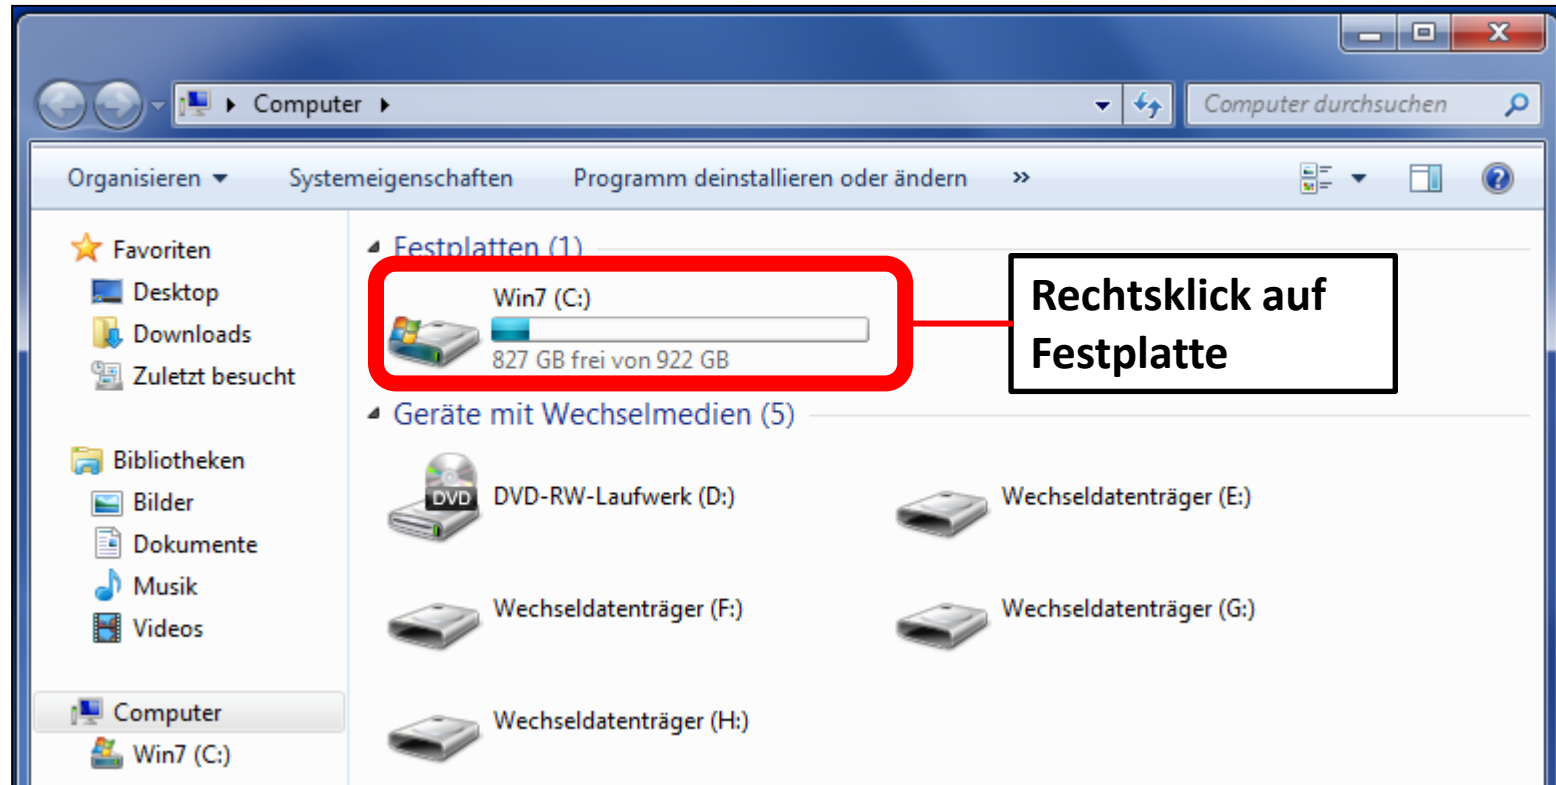 Computer
Computer durchsuchen
Organisieren
Systemeigenschaften
Programm deinstallieren oder ändern
»
Favoriten
Desktop
Downloads
Zuletzt besucht
Bibliotheken
Bilder
Dokumente
Musik
Videos
Computer
Win7 (C:)
Festplatten (1)
Win7 (C:)
827 GB frei von 922 GB
Rechtsklick auf
Festplatte
Geräte mit Wechselmedien (5)
DVD
DVD-RW-Laufwerk (D:)
Wechseldatenträger (E:)
Wechseldatenträger (F:)
Wechseldatenträger (G:)
Wechseldatenträger (H:)